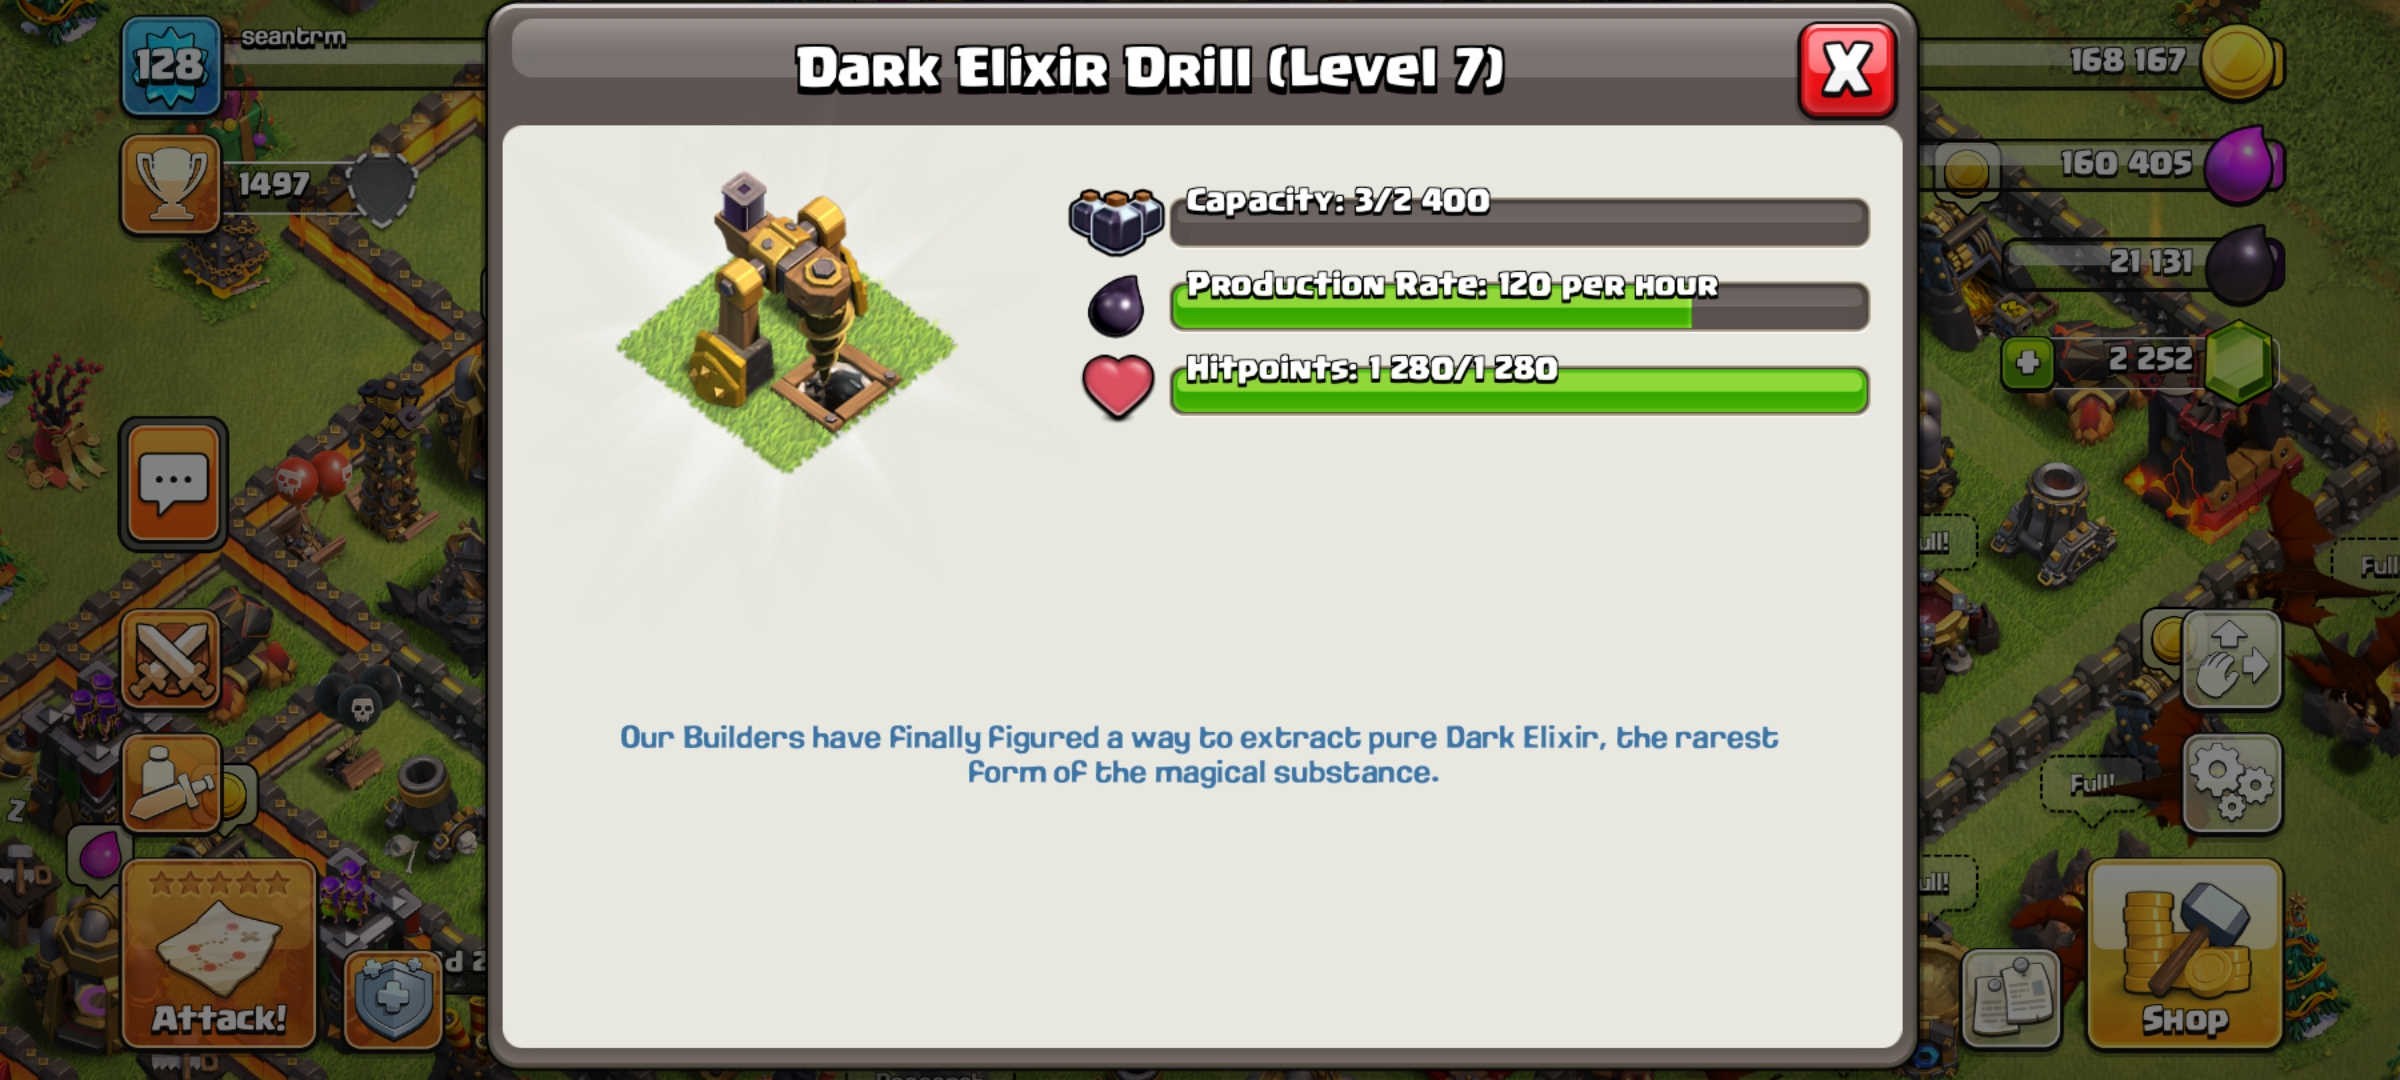 128
seantrm
Dark Elixir Drill (Level 7)
X
168 167
1497
160 405
Capacity: 3/2 400
21 131
Production Rate: 120 per Hour
2 252
Hitpoints: 1 280/1 280
Full
Our Builders have finally figured a way to extract pure Dark Elixir, the rarest
form of the magical substance.
Full!
Z
Attack!
Shop